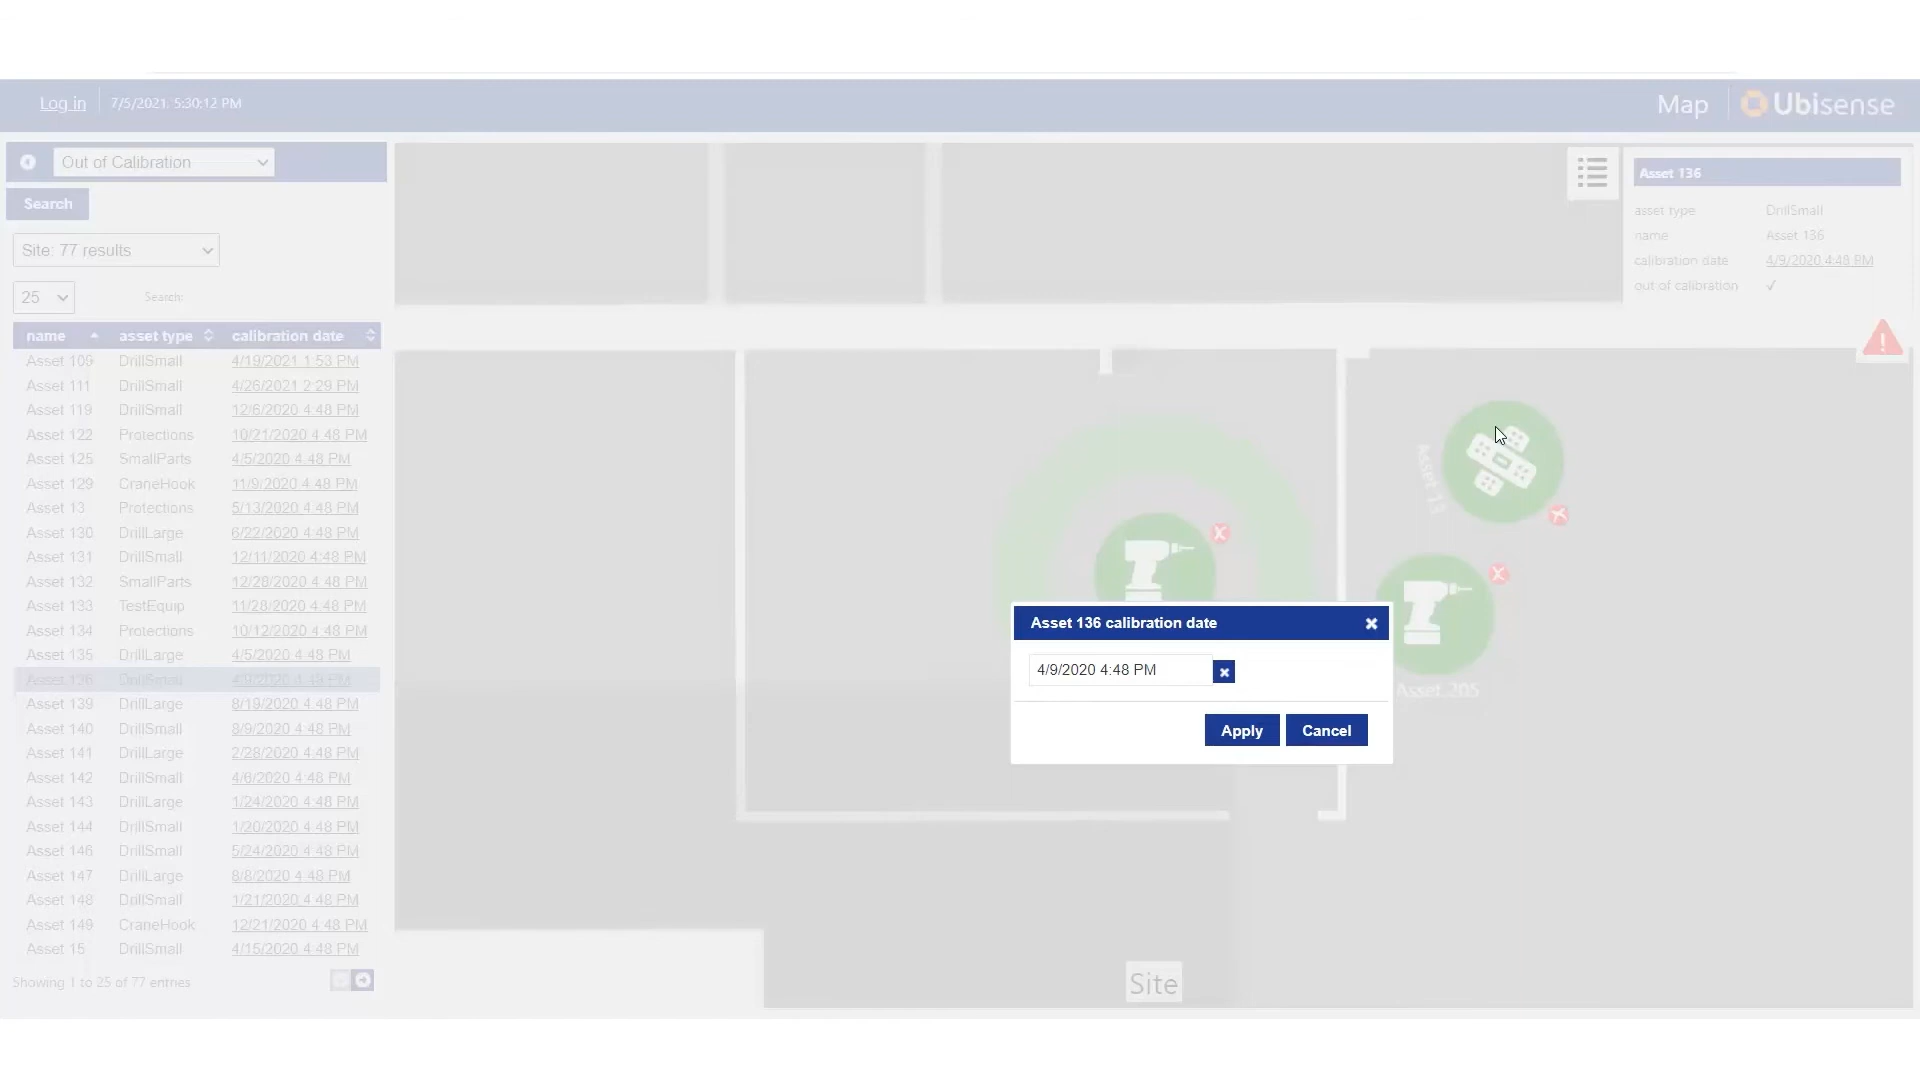 Log in
7/5/2021, 5:30:12 PM
Map
Ubisense
Out of Calibration
Search
Site: 77 results
25
Search:
name asset type calibration date
Asset 109 DrillSmall 4/19/2021 1:53 PM
Asset 111 DrillSmall 4/26/2021 2:29 PM
Asset 119 DrillSmall 12/6/2020 4:48 PM
Asset 122 Protections 10/21/2020 4:48 PM
Asset 125 SmallParts 4/5/2020 4:48 PM
Asset 129 CraneHook 11/9/2020 4:48 PM
Asset 13 Protections 5/13/2020 4:48 PM
Asset 130 DrillLarge 6/22/2020 4:48 PM
Asset 131 DrillSmall 12/11/2020 4:48 PM
Asset 132 SmallParts 12/28/2020 4:48 PM
Asset 133 TestEquip 11/28/2020 4:48 PM
Asset 134 Protections 10/12/2020 4:48 PM
Asset 135 DrillLarge 4/5/2020 4:48 PM
Asset 136 DrillSmall 4/9/2020 4:48 PM
Asset 139 DrillLarge 8/19/2020 4:48 PM
Asset 140 DrillSmall 8/9/2020 4:48 PM
Asset 141 DrillLarge 2/28/2020 4:48 PM
Asset 142 DrillSmall 4/6/2020 4:48 PM
Asset 143 DrillLarge 1/24/2020 4:48 PM
Asset 144 DrillSmall 1/20/2020 4:48 PM
Asset 146 DrillSmall 5/24/2020 4:48 PM
Asset 147 DrillLarge 8/8/2020 4:48 PM
Asset 148 DrillSmall 1/21/2020 4:48 PM
Asset 149 CraneHook 12/21/2020 4:48 PM
Asset 15 DrillSmall 4/15/2020 4:48 PM
Showing 1 to 25 of 77 entries
Asset 136
asset type DrillSmall
name Asset 136
calibration date 4/9/2020 4:48 PM
out of calibration ✓
Asset
Asset 205
Asset 136 calibration date
4/9/2020 4:48 PM
Apply
Cancel
Site